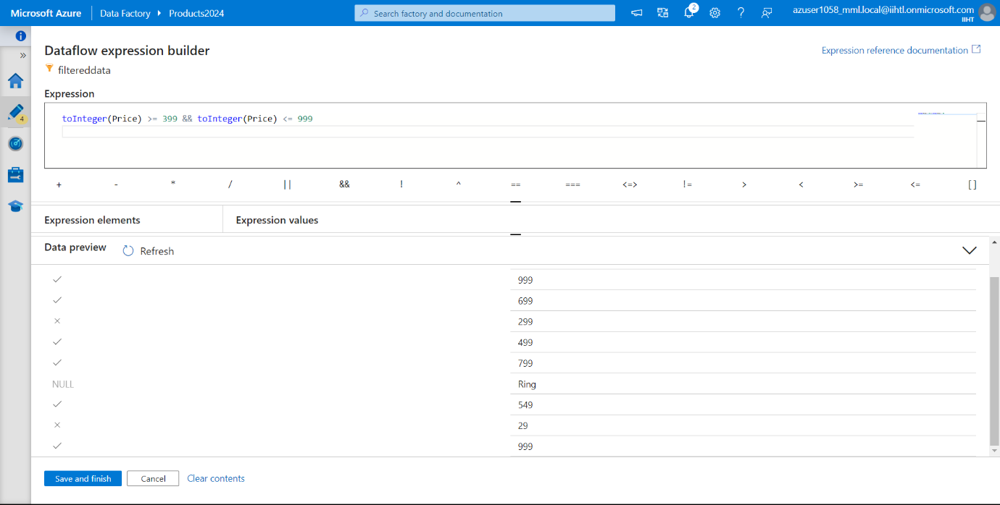 Microsoft Azure Data Factory Products2024 Search factory and documentation 2 azuser1058_mml.local@iihtl.onmicrosoft.com
IIHT
Dataflow expression builder Expression reference documentation
filtereddata
Expression
4
toInteger(Price) >= 399 && toInteger(Price) <= 999
+ - * / || && ! ^ == === <=> != > < >= <= []
Expression elements Expression values
Data preview Refresh
999
699
299
499
799
NULL Ring
549
29
999
Save and finish Cancel Clear contents